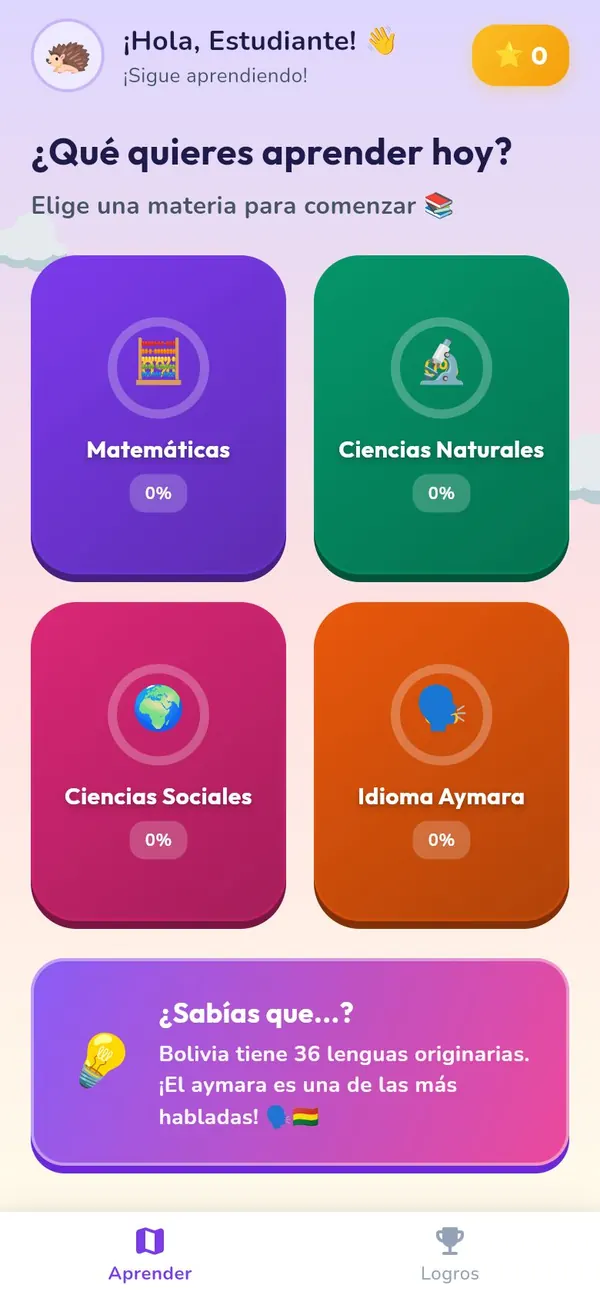 ¡Hola, Estudiante! 👋
¡Sigue aprendiendo!
⭐ 0
¿Qué quieres aprender hoy?
Elige una materia para comenzar 📚
Matemáticas
0%
Ciencias Naturales
0%
Ciencias Sociales
0%
Idioma Aymara
0%
¿Sabías que...?
Bolivia tiene 36 lenguas originarias.
¡El aymara es una de las más
habladas! 🗣️🇧🇴
Aprender
Logros